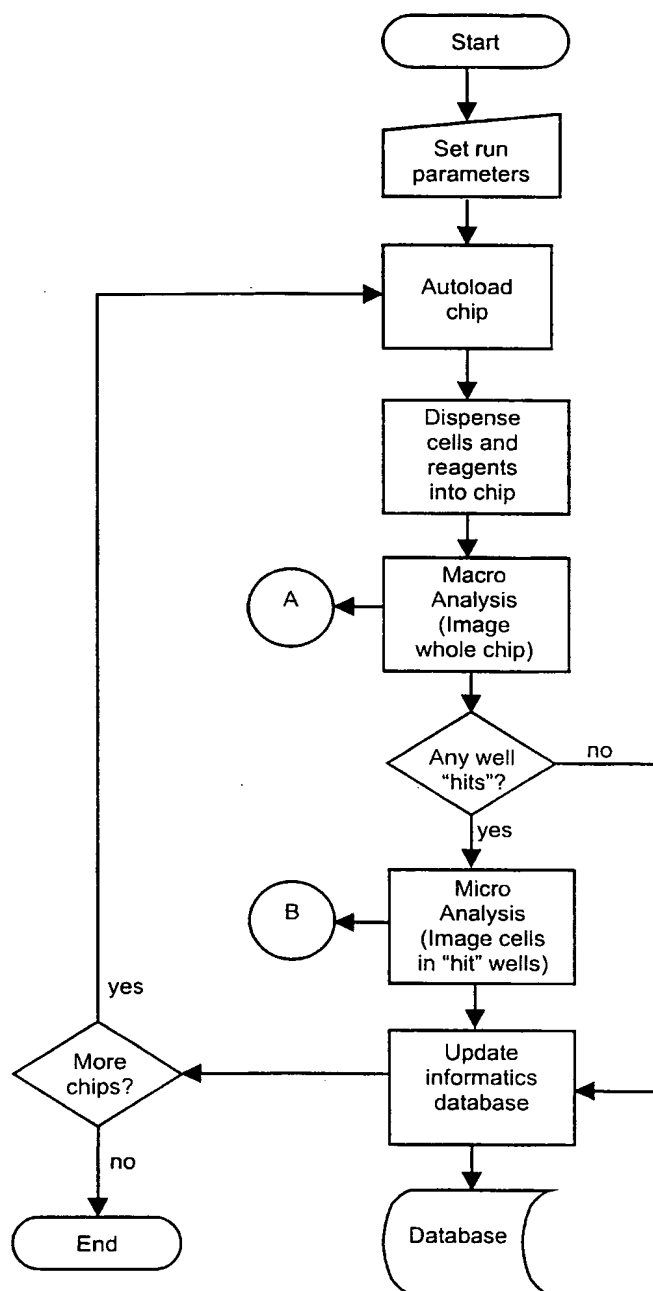 Start
Set run
parameters
Autoload
chip
Dispense
cells and
reagents
into chip
Macro
Analysis
(Image
whole chip)
A
Any well
"hits"?
no
yes
Micro
Analysis
(Image cells
in "hit" wells)
B
yes
More
chips?
Update
informatics
database
no
End
Database